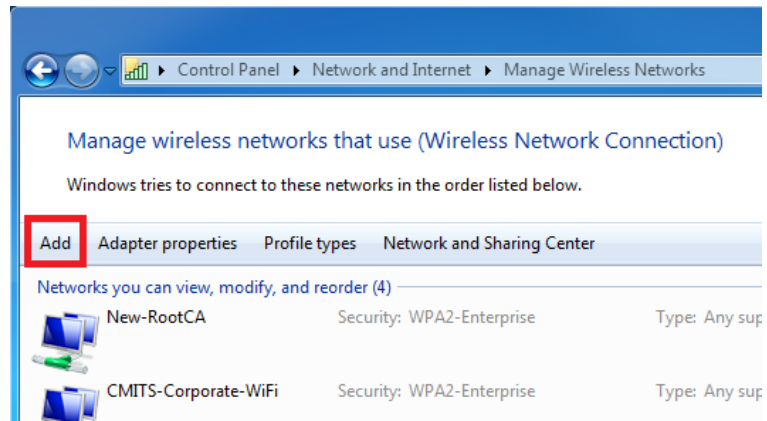 Control Panel Network and Internet Manage Wireless Networks
Manage wireless networks that use (Wireless Network Connection)
Windows tries to connect to these networks in the order listed below.
Add Adapter properties Profile types Network and Sharing Center
Networks you can view, modify, and reorder (4)
New-RootCA Security: WPA2-Enterprise Type: Any sup
CMITS-Corporate-WiFi Security: WPA2-Enterprise Type: Any sup